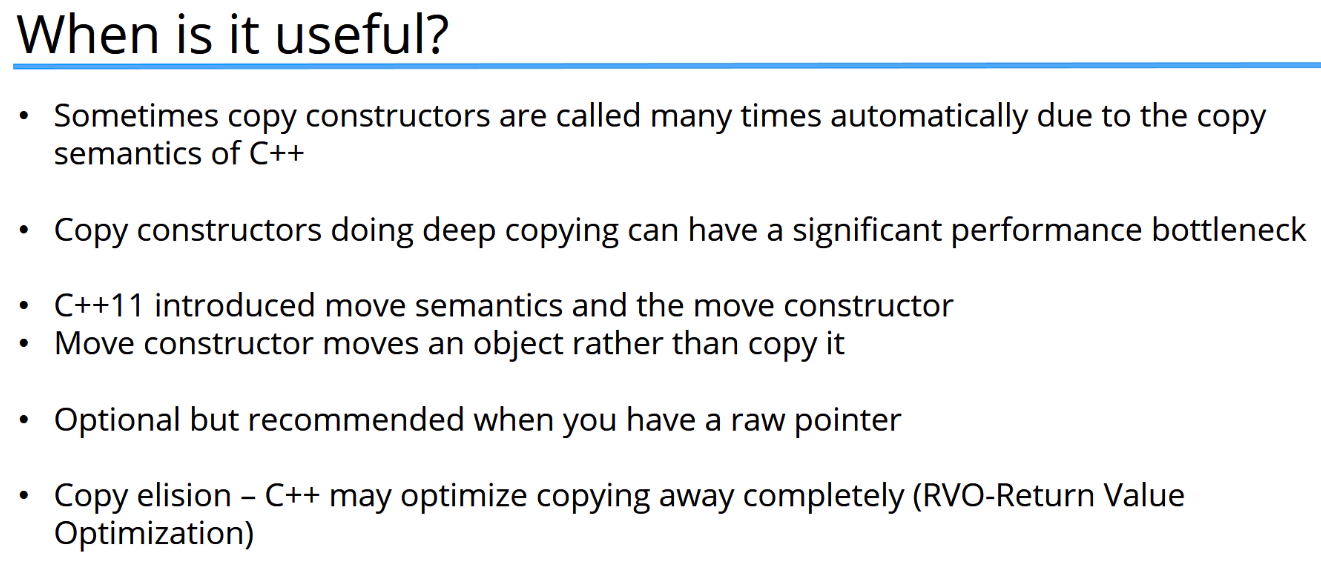 When is it useful?
• Sometimes copy constructors are called many times automatically due to the copy
semantics of C++
• Copy constructors doing deep copying can have a significant performance bottleneck
• C++11 introduced move semantics and the move constructor
• Move constructor moves an object rather than copy it
• Optional but recommended when you have a raw pointer
• Copy elision – C++ may optimize copying away completely (RVO-Return Value
Optimization)